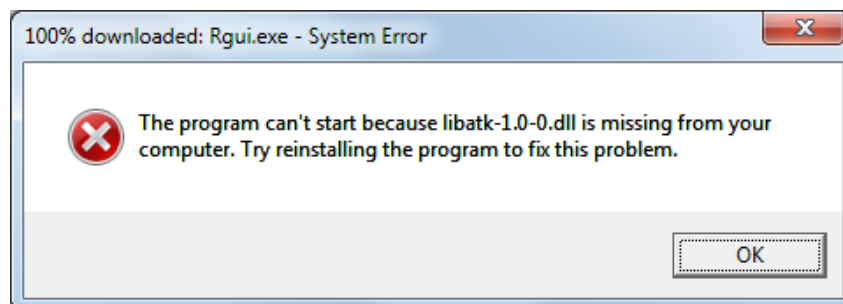 100% downloaded: Rgui.exe - System Error
The program can't start because libatk-1.0-0.dll is missing from your
computer. Try reinstalling the program to fix this problem.
OK